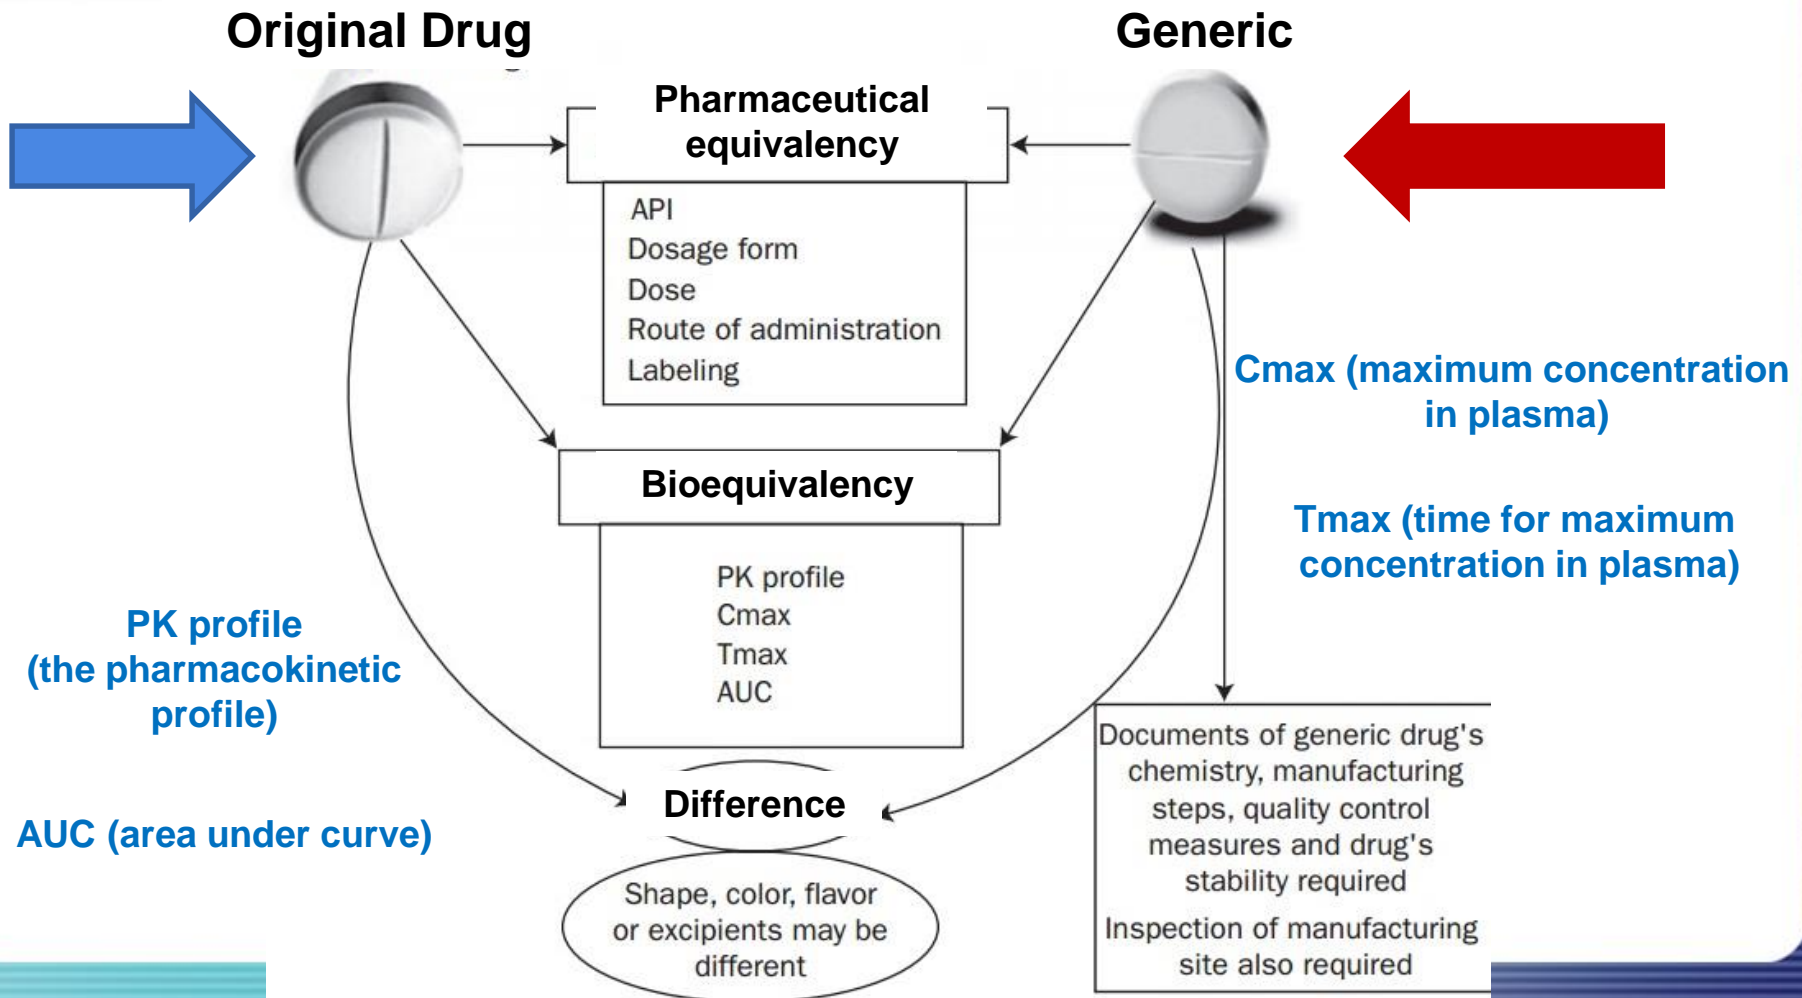 Original Drug
Generic
Pharmaceutical
equivalency
API
Dosage form
Dose
Route of administration
Labeling
Cmax (maximum concentration
in plasma)
Bioequivalency
Tmax (time for maximum
concentration in plasma)
PK profile
Cmax
Tmax
AUC
PK profile
(the pharmacokinetic
profile)
AUC (area under curve)
Difference
Shape, color, flavor
or excipients may be
different
Documents of generic drug's
chemistry, manufacturing
steps, quality control
measures and drug's
stability required
Inspection of manufacturing
site also required